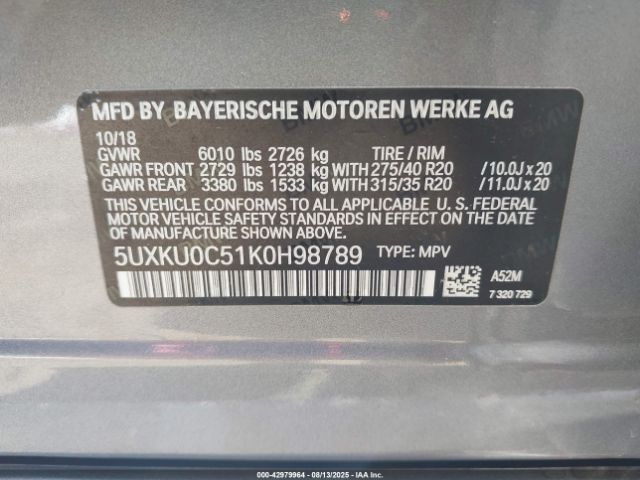 MFD BY BAYERISCHE MOTOREN WERKE AG
10/18
GVWR 6010 lbs 2726 kg TIRE / RIM
GAWR FRONT 2729 lbs 1238 kg WITH 275/40 R20 /10.0J x 20
GAWR REAR 3380 lbs 1533 kg WITH 315/35 R20 /11.0J x 20
THIS VEHICLE CONFORMS TO ALL APPLICABLE U. S. FEDERAL
MOTOR VEHICLE SAFETY STANDARDS IN EFFECT ON THE DATE
OF MANUFACTURE SHOWN ABOVE.
5UXKU0C51K0H98789 TYPE: MPV
A52M
7 320 729
000-42979964 - 08/13/2025 - IAA Inc.